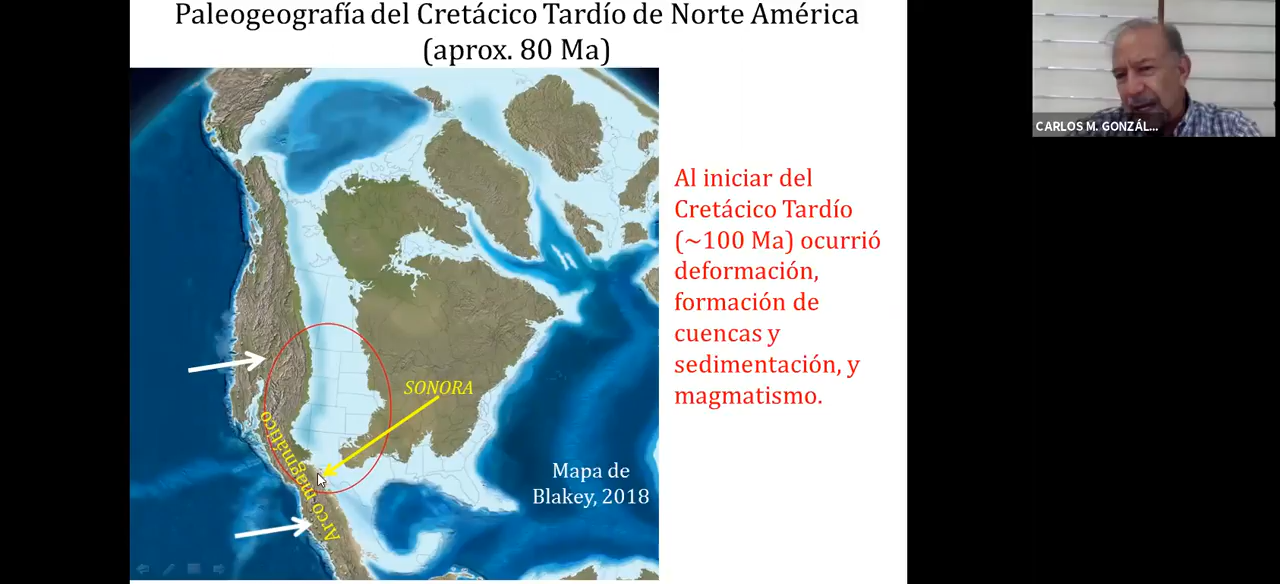 Paleogeografía del Cretácico Tardío de Norte América
(aprox. 80 Ma)
CARLOS M. GONZÁL...
Al iniciar del
Cretácico Tardío
(~100 Ma) ocurrió
deformación,
formación de
cuencas y
sedimentación, y
magmatismo.
SONORA
Arco magmático
Mapa de
Blakey, 2018